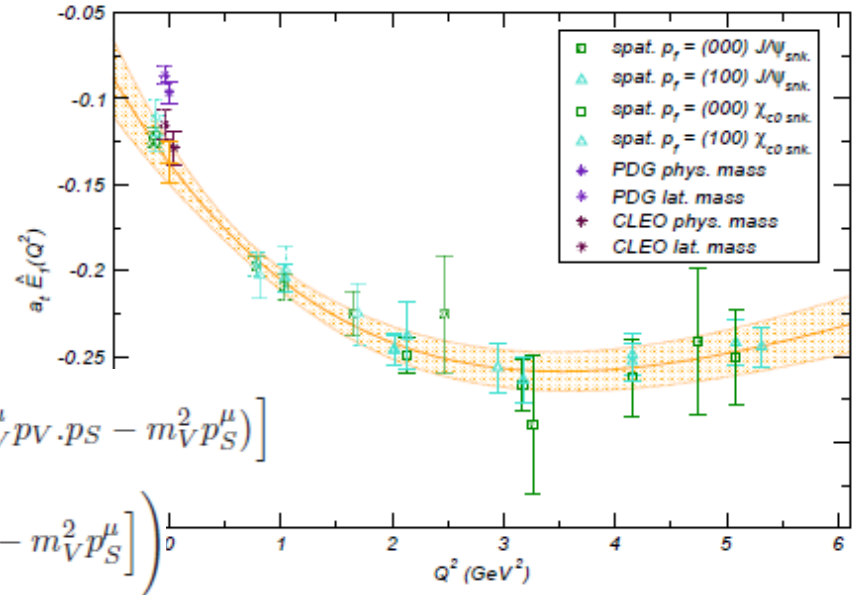 -0.05
-0.1
-0.15
-0.2
-0.25
a_t Ê_1(Q^2)
spat. p_f = (000) J/ψ_snk.
spat. p_f = (100) J/ψ_snk.
spat. p_f = (000) χ_c0 snk.
spat. p_f = (100) χ_c0 snk.
PDG phys. mass
PDG lat. mass
CLEO phys. mass
CLEO lat. mass
p_V.p_S − m_V^2 p_S^μ)]
− m_V^2 p_S^μ])
0 1 2 3 4 5 6
Q^2 (GeV^2)